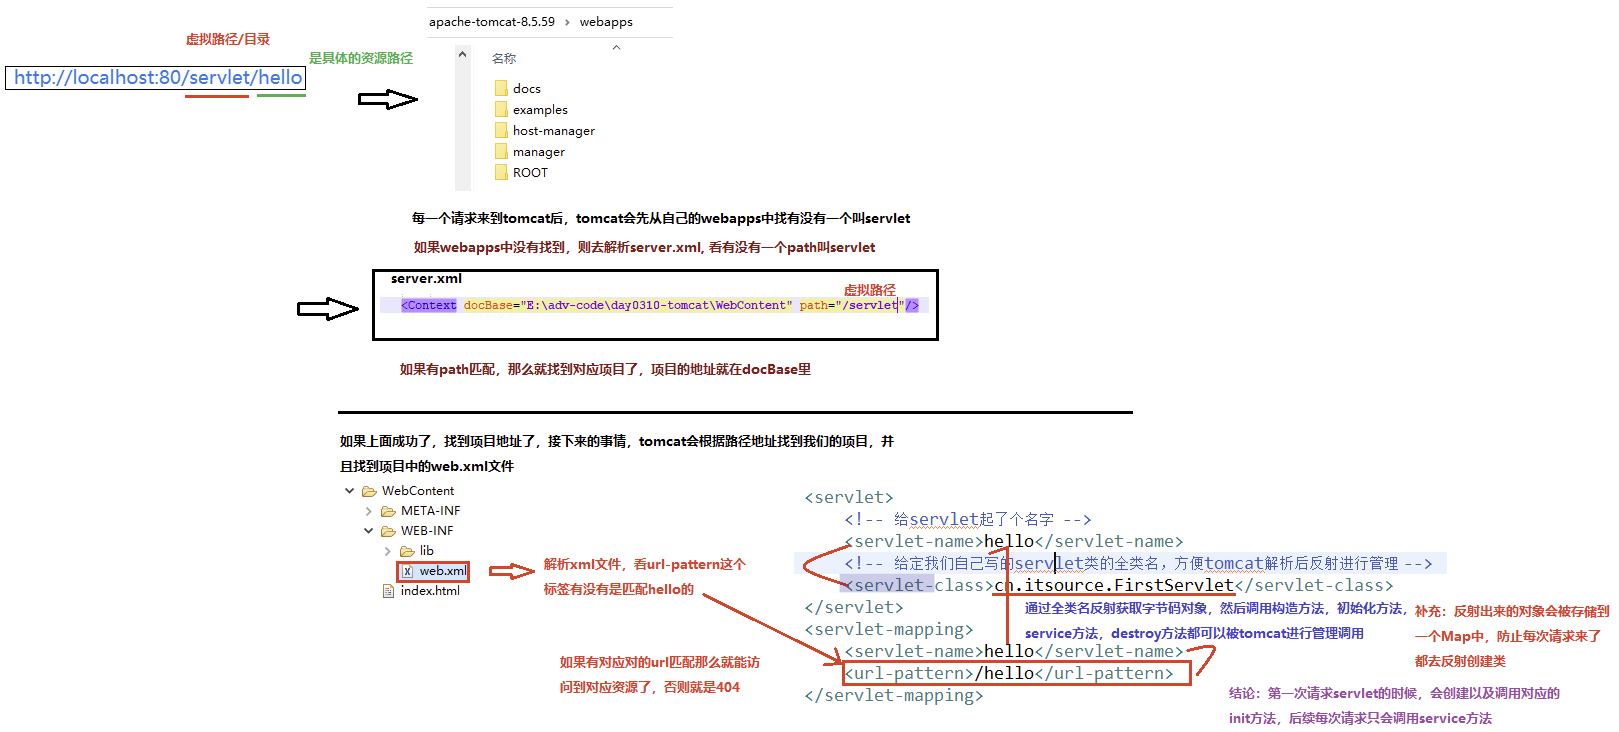 apache-tomcat-8.5.59 › webapps
虚拟路径/目录
是具体的资源路径
名称
http://localhost:80/servlet/hello
docs
examples
host-manager
manager
ROOT
每一个请求来到tomcat后，tomcat会先从自己的webapps中找有没有一个叫servlet
如果webapps中没有找到，则去解析server.xml, 看有没有一个path叫servlet
server.xml
虚拟路径
<Context docBase="E:\adv-code\day0310-tomcat\WebContent" path="/servlet"/>
如果有path匹配，那么就找到对应项目了，项目的地址就在docBase里
如果上面成功了，找到项目地址了，接下来的事情，tomcat会根据路径地址找到我们的项目，并
且找到项目中的web.xml文件
WebContent
META-INF
WEB-INF
lib
web.xml
index.html
解析xml文件，看url-pattern这个
标签有没有是匹配hello的
如果有对应对的url匹配那么就能访
问到对应资源了，否则就是404
<servlet>
<!-- 给servlet起了个名字 -->
<servlet-name>hello</servlet-name>
<!-- 给定我们自己写的servlet类的全类名，方便tomcat解析后反射进行管理 -->
<servlet-class>cn.itsource.FirstServlet</servlet-class>
</servlet>
<servlet-mapping>
<servlet-name>hello</servlet-name>
<url-pattern>/hello</url-pattern>
</servlet-mapping>
通过全类名反射获取字节码对象，然后调用构造方法，初始化方法，
service方法，destroy方法都可以被tomcat进行管理调用
补充：反射出来的对象会被存储到
一个Map中，防止每次请求来了
都去反射创建类
结论：第一次请求servlet的时候，会创建以及调用对应的
init方法，后续每次请求只会调用service方法